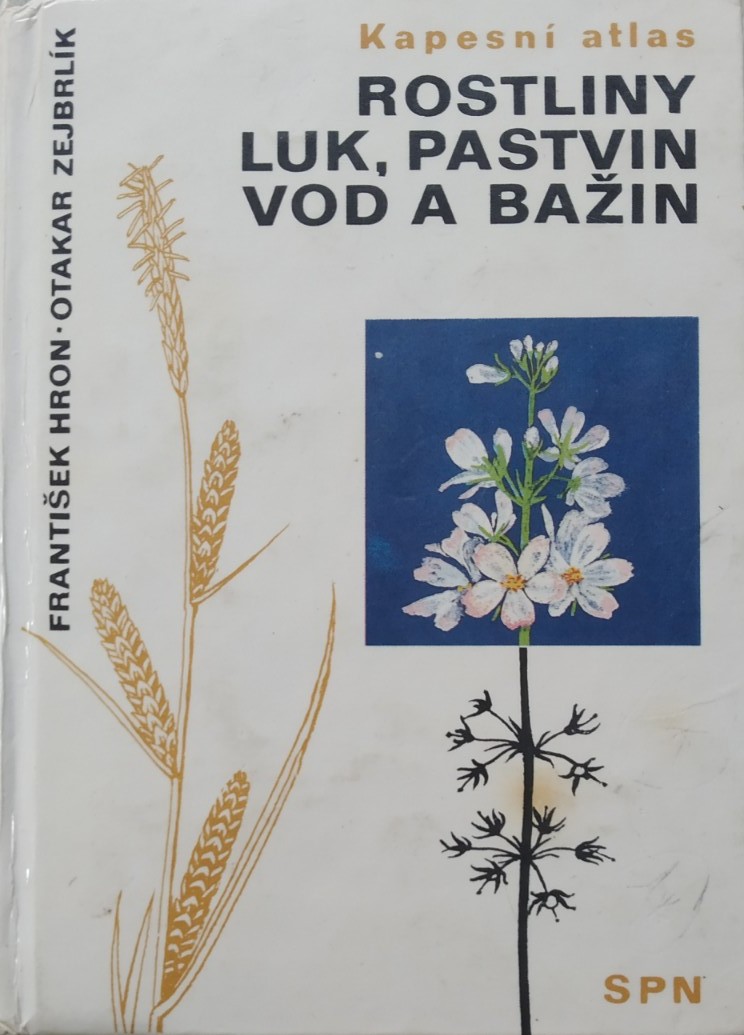 Kapesní atlas
ROSTLINY
LUK, PASTVIN
VOD A BAŽIN
FRANTIŠEK HRON · OTAKAR ZEJBRLÍK
SPN